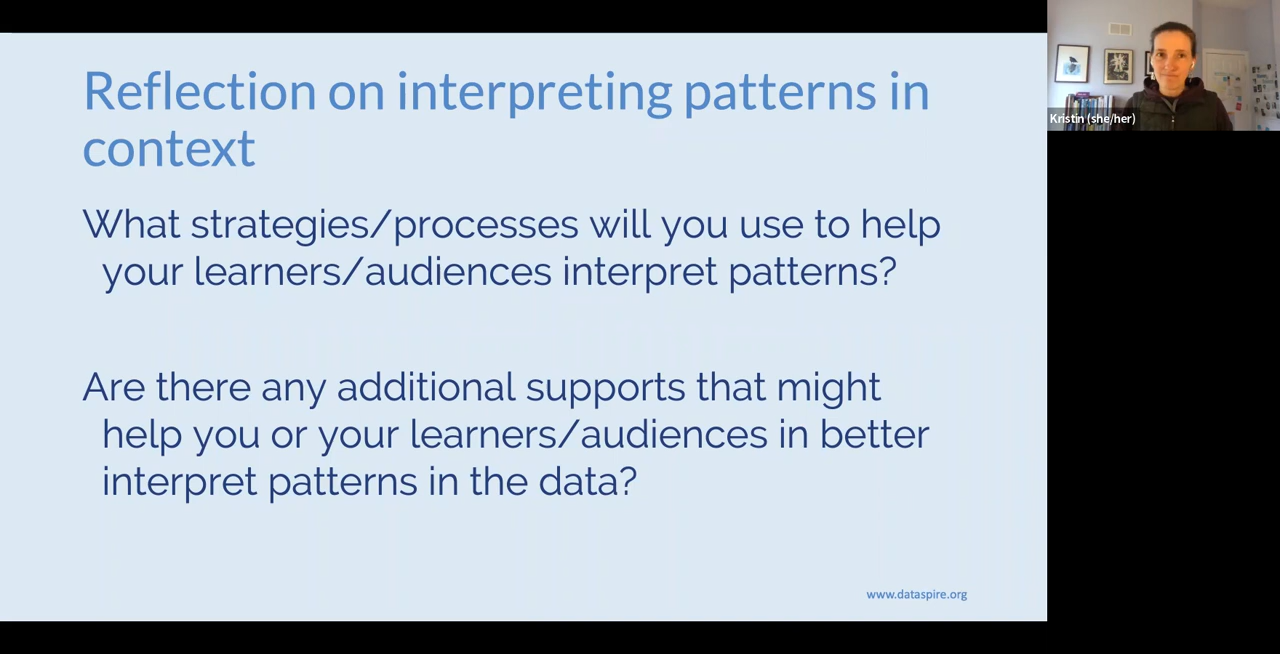 Reflection on interpreting patterns in
context
What strategies/processes will you use to help
your learners/audiences interpret patterns?
Are there any additional supports that might
help you or your learners/audiences in better
interpret patterns in the data?
www.dataspire.org
Kristin (she/her)